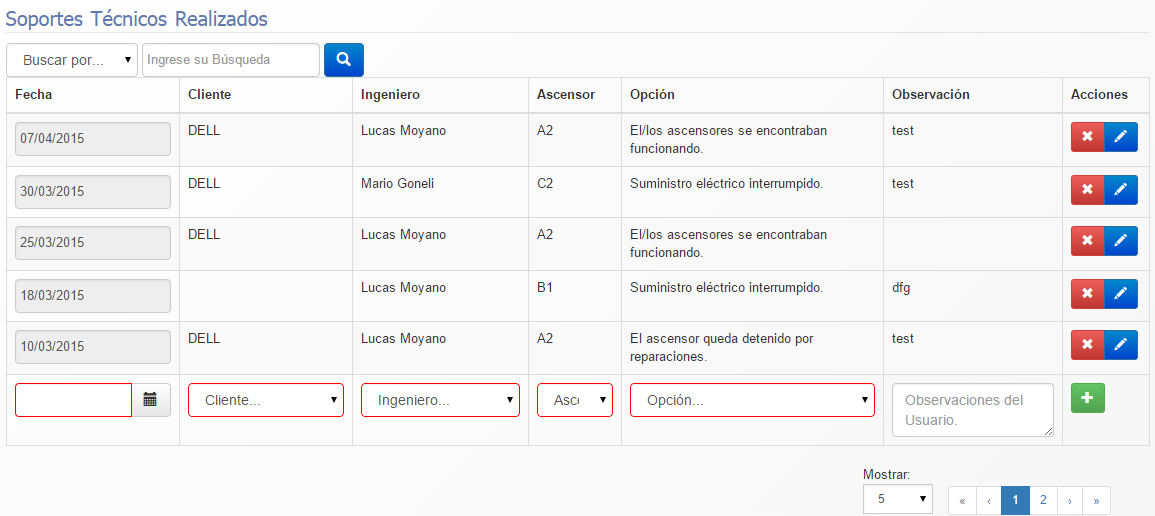 Soportes Técnicos Realizados
Buscar por... Ingrese su Búsqueda
Fecha Cliente Ingeniero Ascensor Opción Observación Acciones
07/04/2015 DELL Lucas Moyano A2 El/los ascensores se encontraban funcionando. test
30/03/2015 DELL Mario Goneli C2 Suministro eléctrico interrumpido. test
25/03/2015 DELL Lucas Moyano A2 El/los ascensores se encontraban funcionando.
18/03/2015 Lucas Moyano B1 Suministro eléctrico interrumpido. dfg
10/03/2015 DELL Lucas Moyano A2 El ascensor queda detenido por reparaciones. test
Cliente... Ingeniero... Asc Opción... Observaciones del Usuario.
Mostrar:
5 « ‹ 1 2 › »